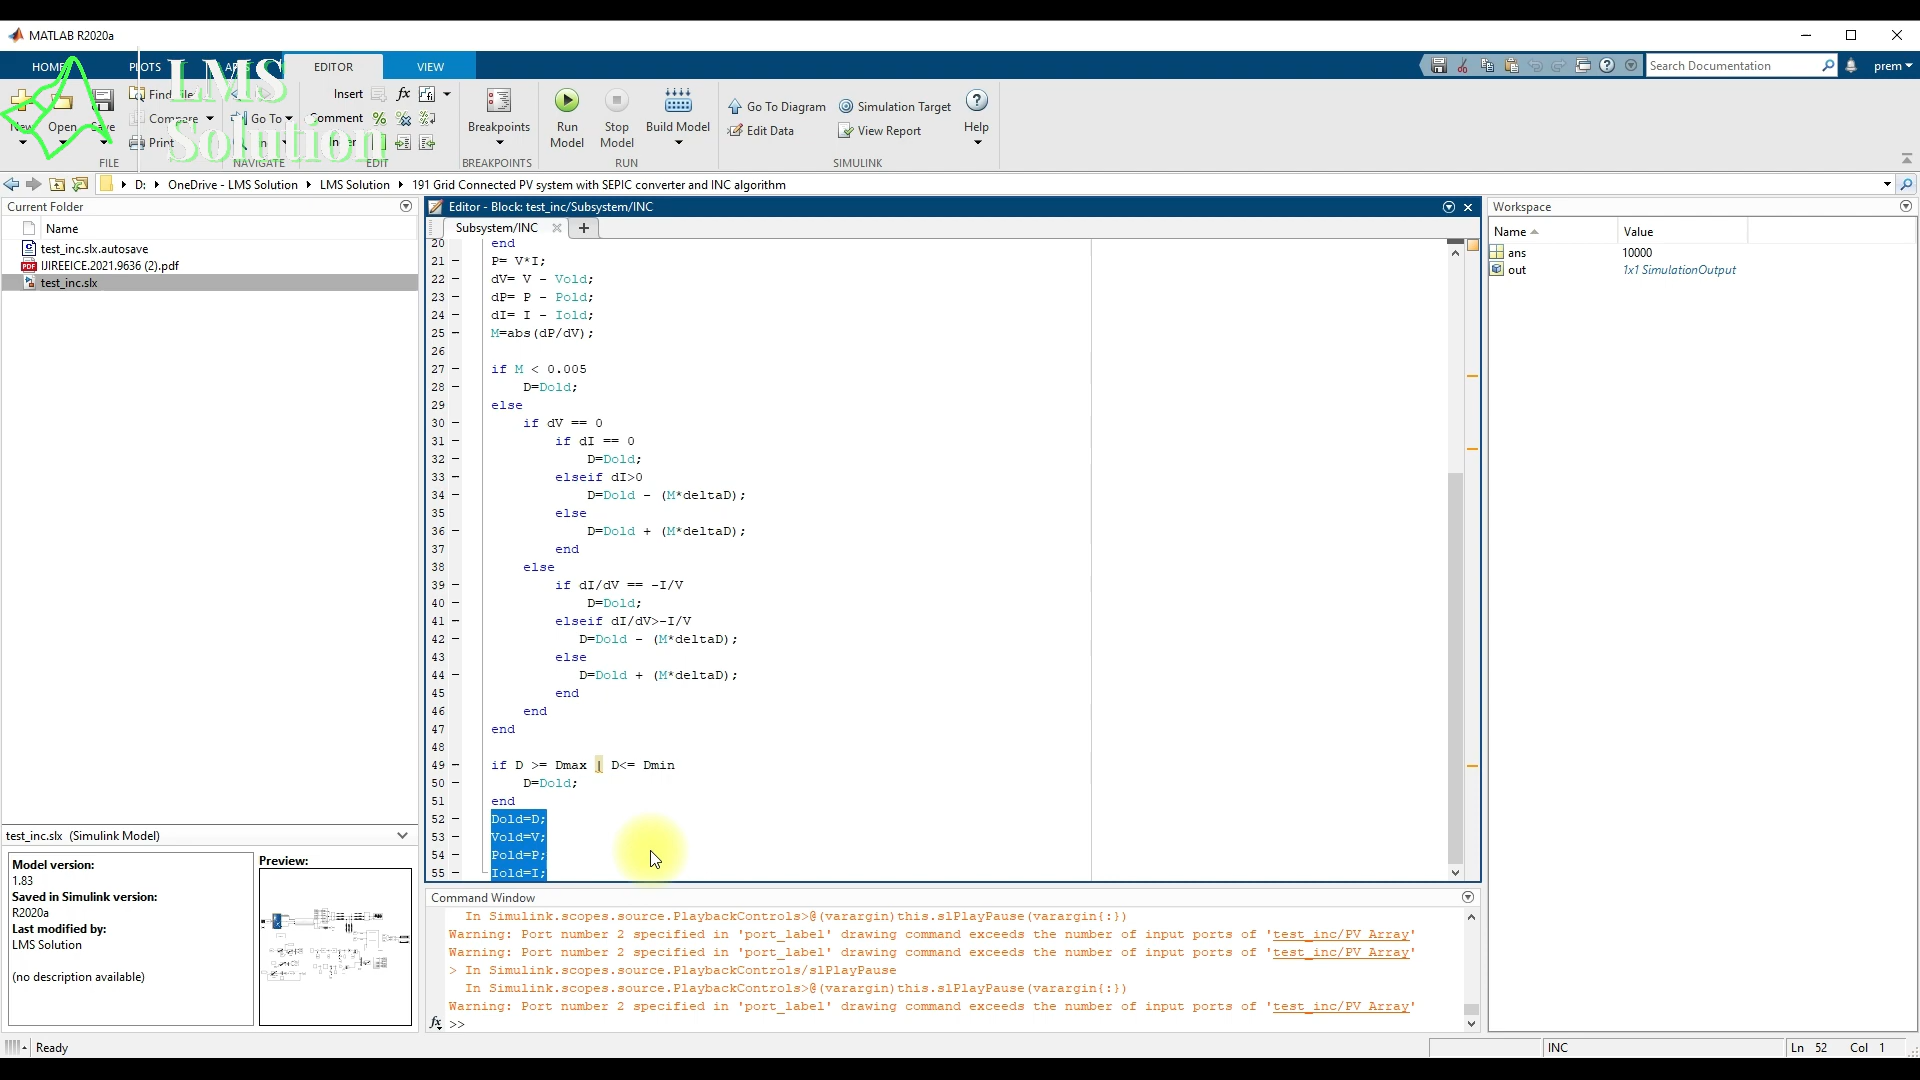 MATLAB R2020a
HOME
PLOTS
APPS
EDITOR
VIEW
Search Documentation
prem
LMS
Solution
New
Open
Save
Find Files
Compare
Print
Go To
Insert
Comment
Indent
Breakpoints
Run
Model
Stop
Model
Build Model
Go To Diagram
Edit Data
Simulation Target
View Report
Help
FILE
NAVIGATE
EDIT
BREAKPOINTS
RUN
SIMULINK
D: OneDrive - LMS Solution LMS Solution 191 Grid Connected PV system with SEPIC converter and INC algorithm
Current Folder
Name
test_inc.slx.autosave
IJIREEICE.2021.9636 (2).pdf
test_inc.slx
Editor - Block: test_inc/Subsystem/INC
Subsystem/INC
20 end
21 – P= V*I;
22 – dV= V - Vold;
23 – dP= P - Pold;
24 – dI= I - Iold;
25 – M=abs(dP/dV);
26
27 – if M < 0.005
28 – D=Dold;
29 else
30 – if dV == 0
31 – if dI == 0
32 – D=Dold;
33 – elseif dI>0
34 – D=Dold - (M*deltaD);
35 else
36 – D=Dold + (M*deltaD);
37 end
38 else
39 – if dI/dV == -I/V
40 – D=Dold;
41 – elseif dI/dV>-I/V
42 – D=Dold - (M*deltaD);
43 else
44 – D=Dold + (M*deltaD);
45 end
46 end
47 end
48
49 – if D >= Dmax | D<= Dmin
50 – D=Dold;
51 end
52 – Dold=D;
53 – Vold=V;
54 – Pold=P;
55 – Iold=I;
Workspace
Name Value
ans 10000
out 1x1 SimulationOutput
test_inc.slx (Simulink Model)
Model version:
1.83
Saved in Simulink version:
R2020a
Last modified by:
LMS Solution
(no description available)
Preview:
Command Window
In Simulink.scopes.source.PlaybackControls>@(varargin)this.slPlayPause(varargin{:})
Warning: Port number 2 specified in 'port_label' drawing command exceeds the number of input ports of 'test_inc/PV Array'
Warning: Port number 2 specified in 'port_label' drawing command exceeds the number of input ports of 'test_inc/PV Array'
> In Simulink.scopes.source.PlaybackControls/slPlayPause
In Simulink.scopes.source.PlaybackControls>@(varargin)this.slPlayPause(varargin{:})
Warning: Port number 2 specified in 'port_label' drawing command exceeds the number of input ports of 'test_inc/PV Array'
fx >>
Ready
INC
Ln 52 Col 1